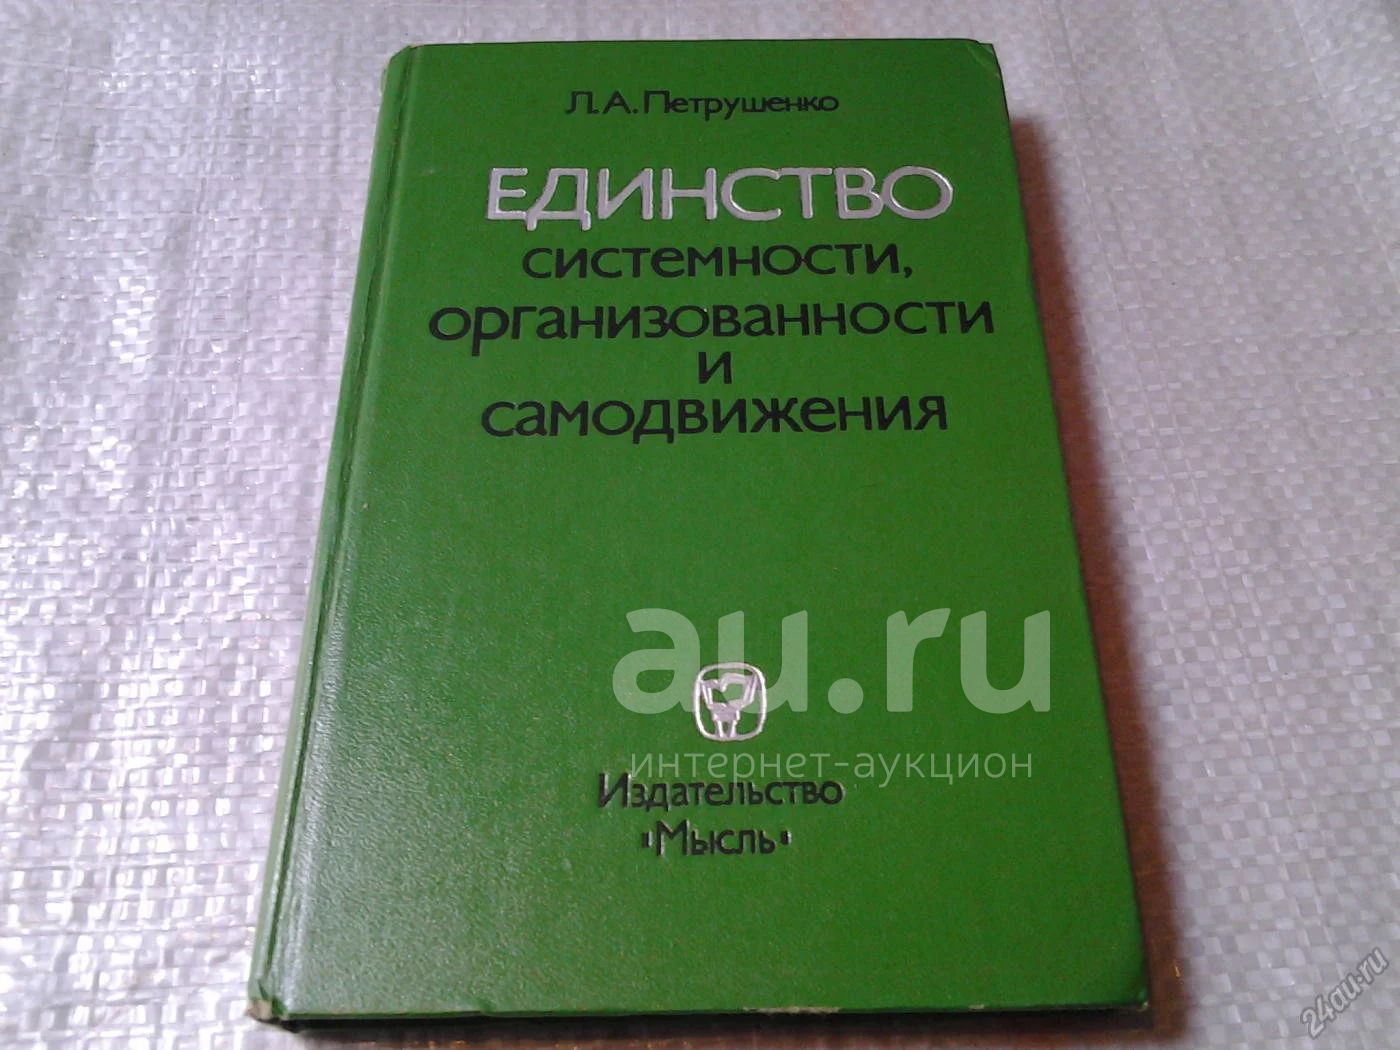 Л.А.Петрушенко
ЕДИНСТВО
системности,
организованности
и
самодвижения
au.ru
интернет-аукцион
Издательство
"Мысль"
24au.ru